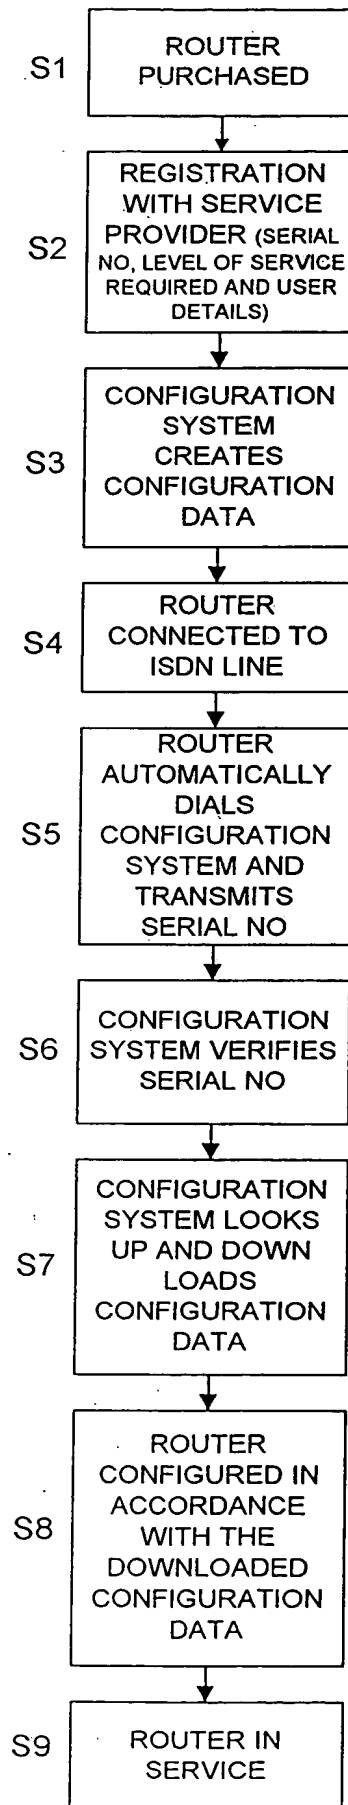 S1
ROUTER
PURCHASED
S2
REGISTRATION
WITH SERVICE
PROVIDER (SERIAL
NO, LEVEL OF SERVICE
REQUIRED AND USER
DETAILS)
S3
CONFIGURATION
SYSTEM
CREATES
CONFIGURATION
DATA
S4
ROUTER
CONNECTED TO
ISDN LINE
S5
ROUTER
AUTOMATICALLY
DIALS
CONFIGURATION
SYSTEM AND
TRANSMITS
SERIAL NO
S6
CONFIGURATION
SYSTEM VERIFIES
SERIAL NO
S7
CONFIGURATION
SYSTEM LOOKS
UP AND DOWN
LOADS
CONFIGURATION
DATA
S8
ROUTER
CONFIGURED IN
ACCORDANCE
WITH THE
DOWNLOADED
CONFIGURATION
DATA
S9
ROUTER IN
SERVICE